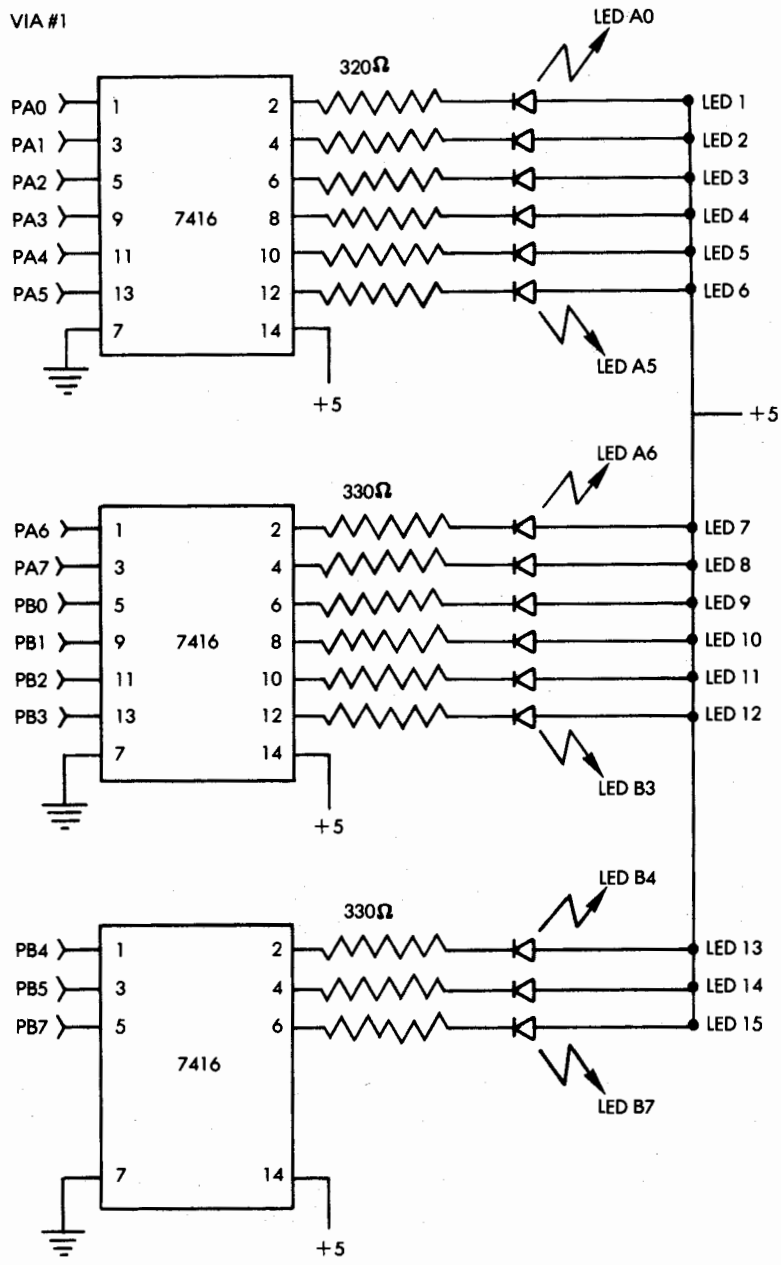 VIA #1
LED A0
320Ω
PA0 1 2 LED 1
PA1 3 4 LED 2
PA2 5 6 LED 3
PA3 9 7416 8 LED 4
PA4 11 10 LED 5
PA5 13 12 LED 6
7 14
LED A5
+5
+5
LED A6
330Ω
PA6 1 2 LED 7
PA7 3 4 LED 8
PB0 5 6 LED 9
PB1 9 7416 8 LED 10
PB2 11 10 LED 11
PB3 13 12 LED 12
7 14
LED B3
+5
LED B4
330Ω
PB4 1 2 LED 13
PB5 3 4 LED 14
PB7 5 6 LED 15
7416
LED B7
7 14
+5